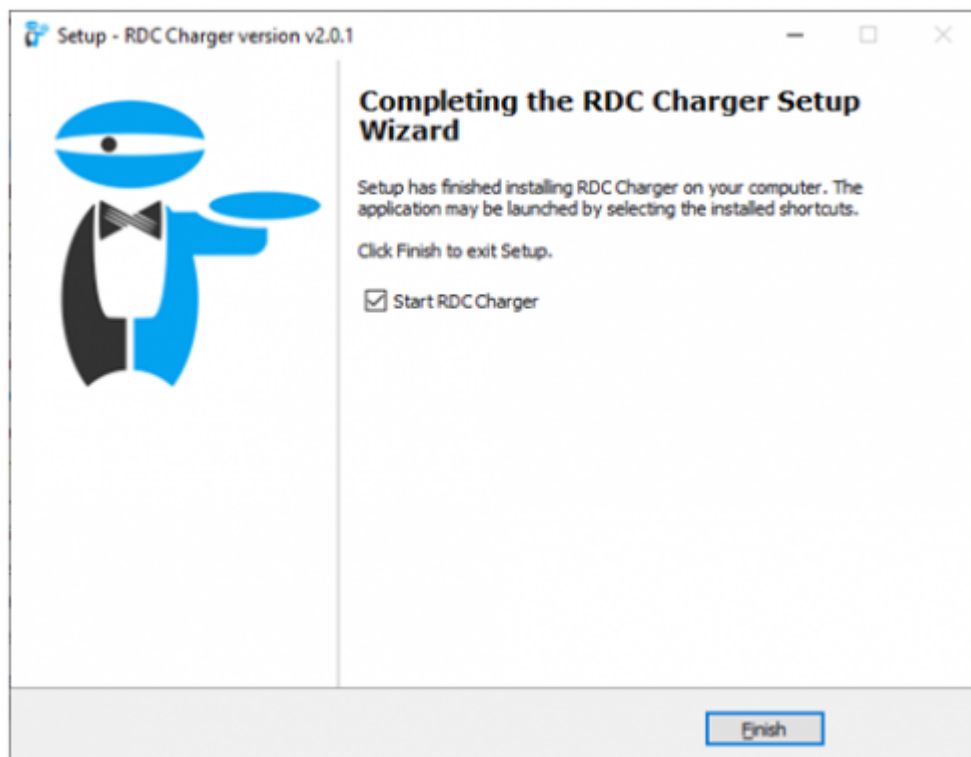 Setup - RDC Charger version v2.0.1
Completing the RDC Charger Setup
Wizard
Setup has finished installing RDC Charger on your computer. The
application may be launched by selecting the installed shortcuts.
Click Finish to exit Setup.
Start RDC Charger
Finish